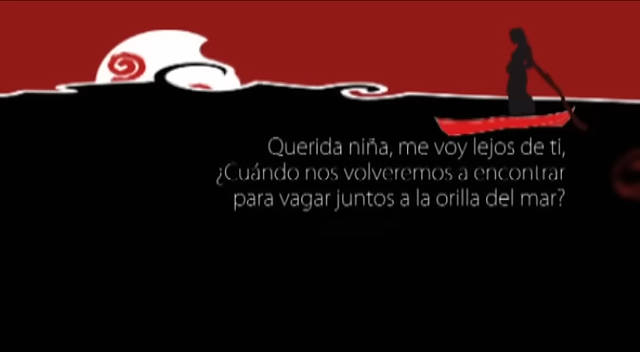 Querida niña, me voy lejos de ti,
¿Cuándo nos volveremos a encontrar
para vagar juntos a la orilla del mar?